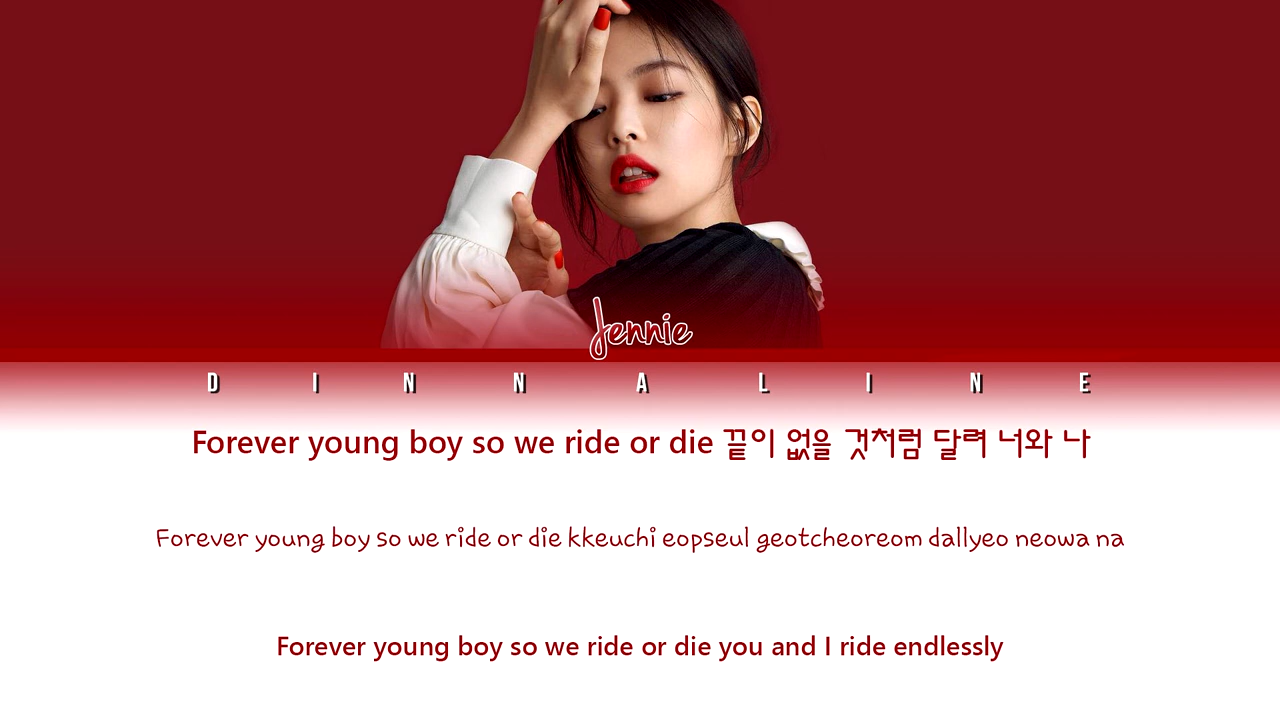 Jennie
DINNALINE
Forever young boy so we ride or die 끝이 없을 것처럼 달려 너와 나
Forever young boy so we ride or die kkeuchi eopseul geotcheoreom dallyeo neowa na
Forever young boy so we ride or die you and I ride endlessly